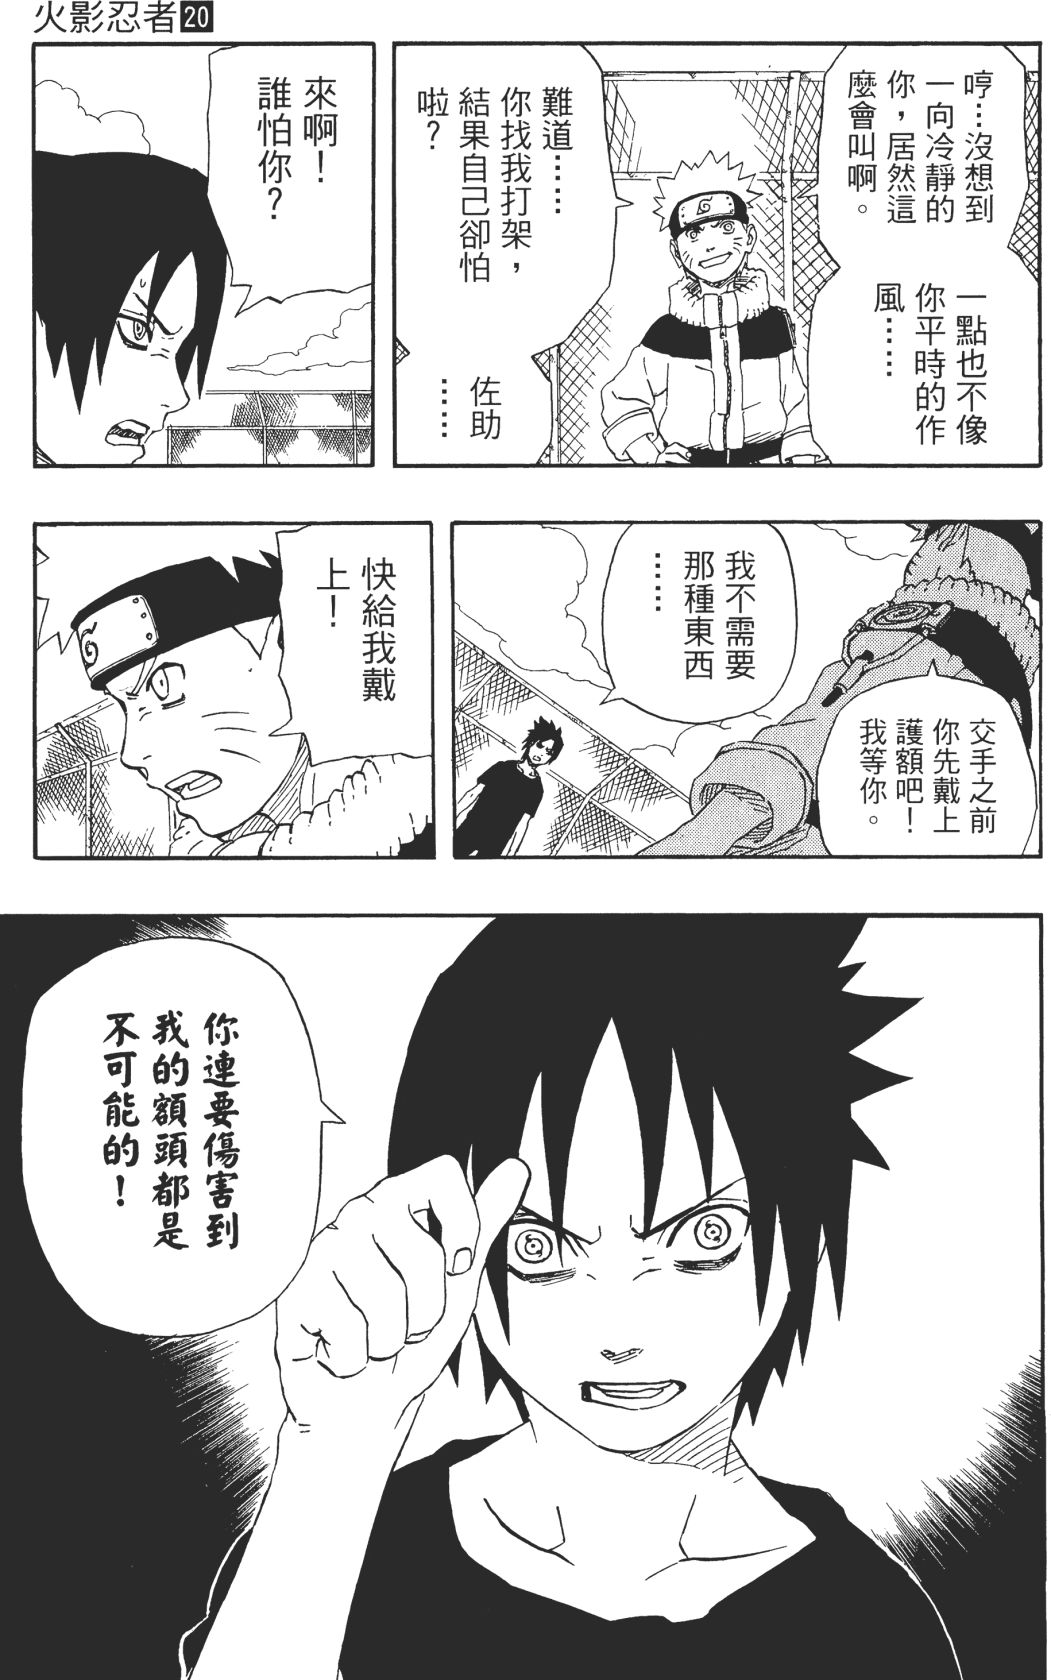 火影忍者20
哼…沒想到
一向冷靜的
你，居然這
麼會叫啊。
一點也不像
你平時的作
風……
難道……
你找我打架，
結果自己卻怕
啦？
佐助
……
來啊！
誰怕你？
交手之前
你先戴上
護額吧！
我等你。
我不需要
那種東西
……
快給我戴
上！
你連要傷害到
我的額頭都是
不可能的！